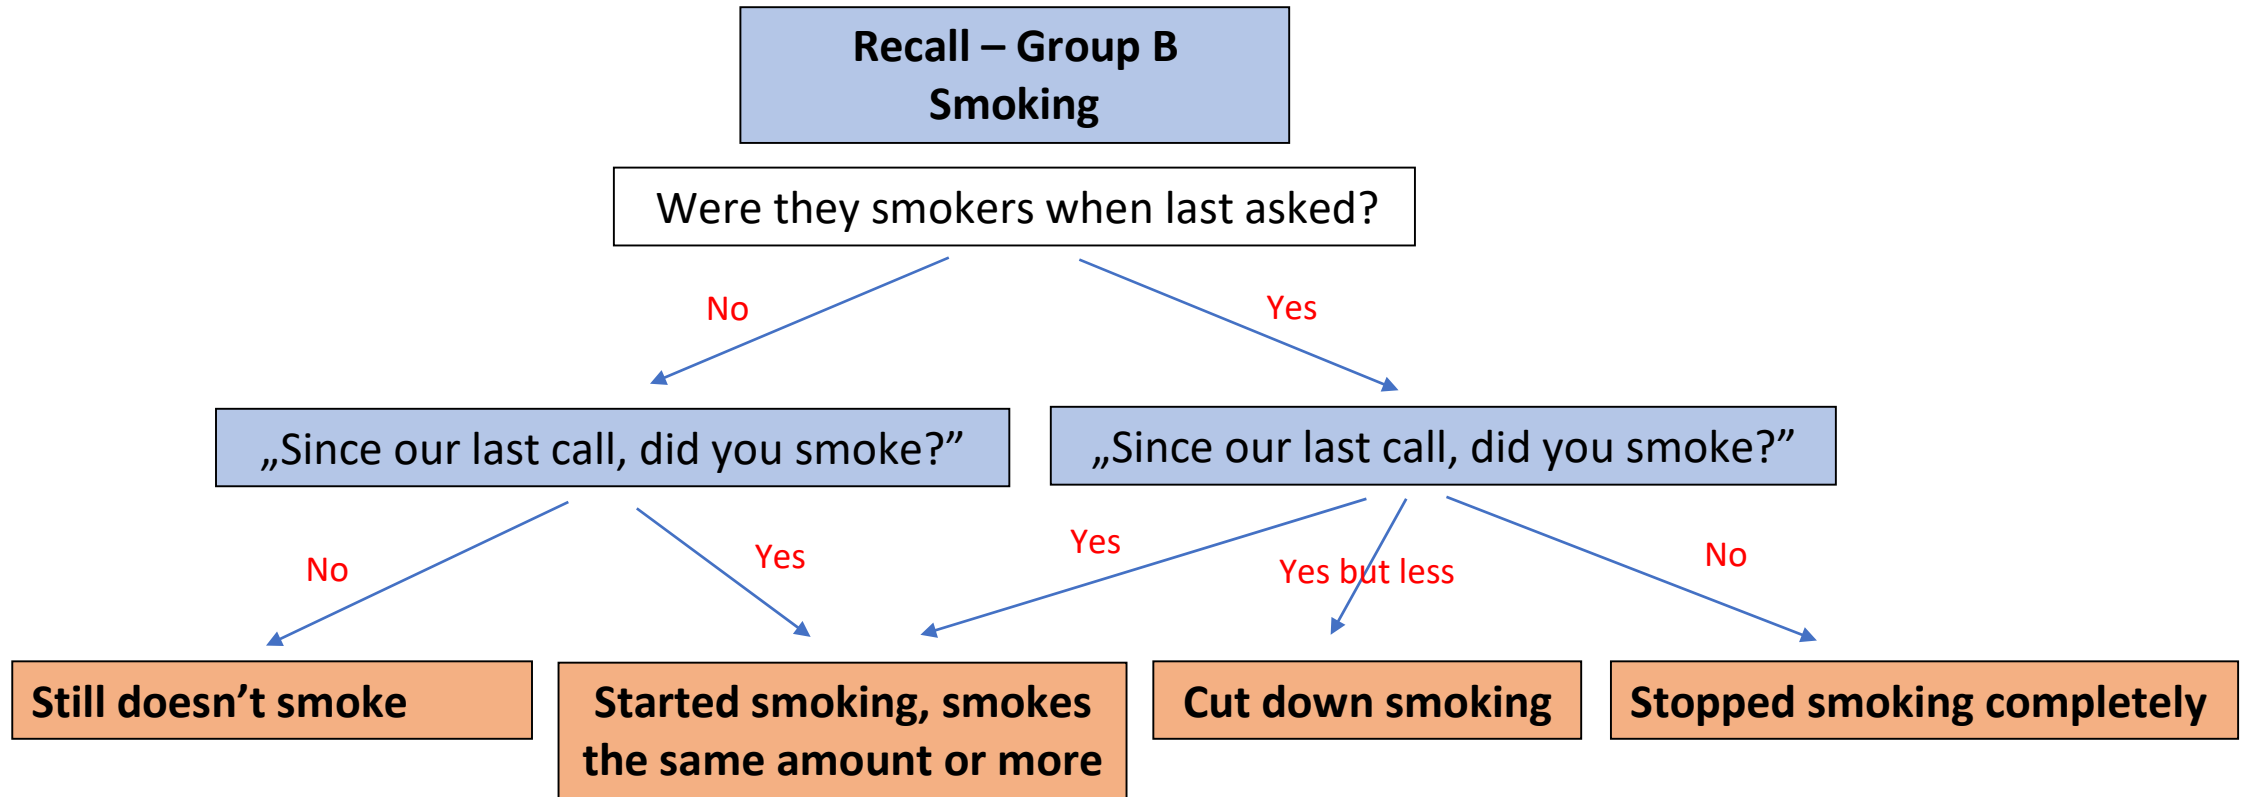 Recall – Group B
Smoking
Were they smokers when last asked?
No
Yes
„Since our last call, did you smoke?”
„Since our last call, did you smoke?”
No
Yes
Yes
Yes but less
No
Still doesn’t smoke
Started smoking, smokes
the same amount or more
Cut down smoking
Stopped smoking completely